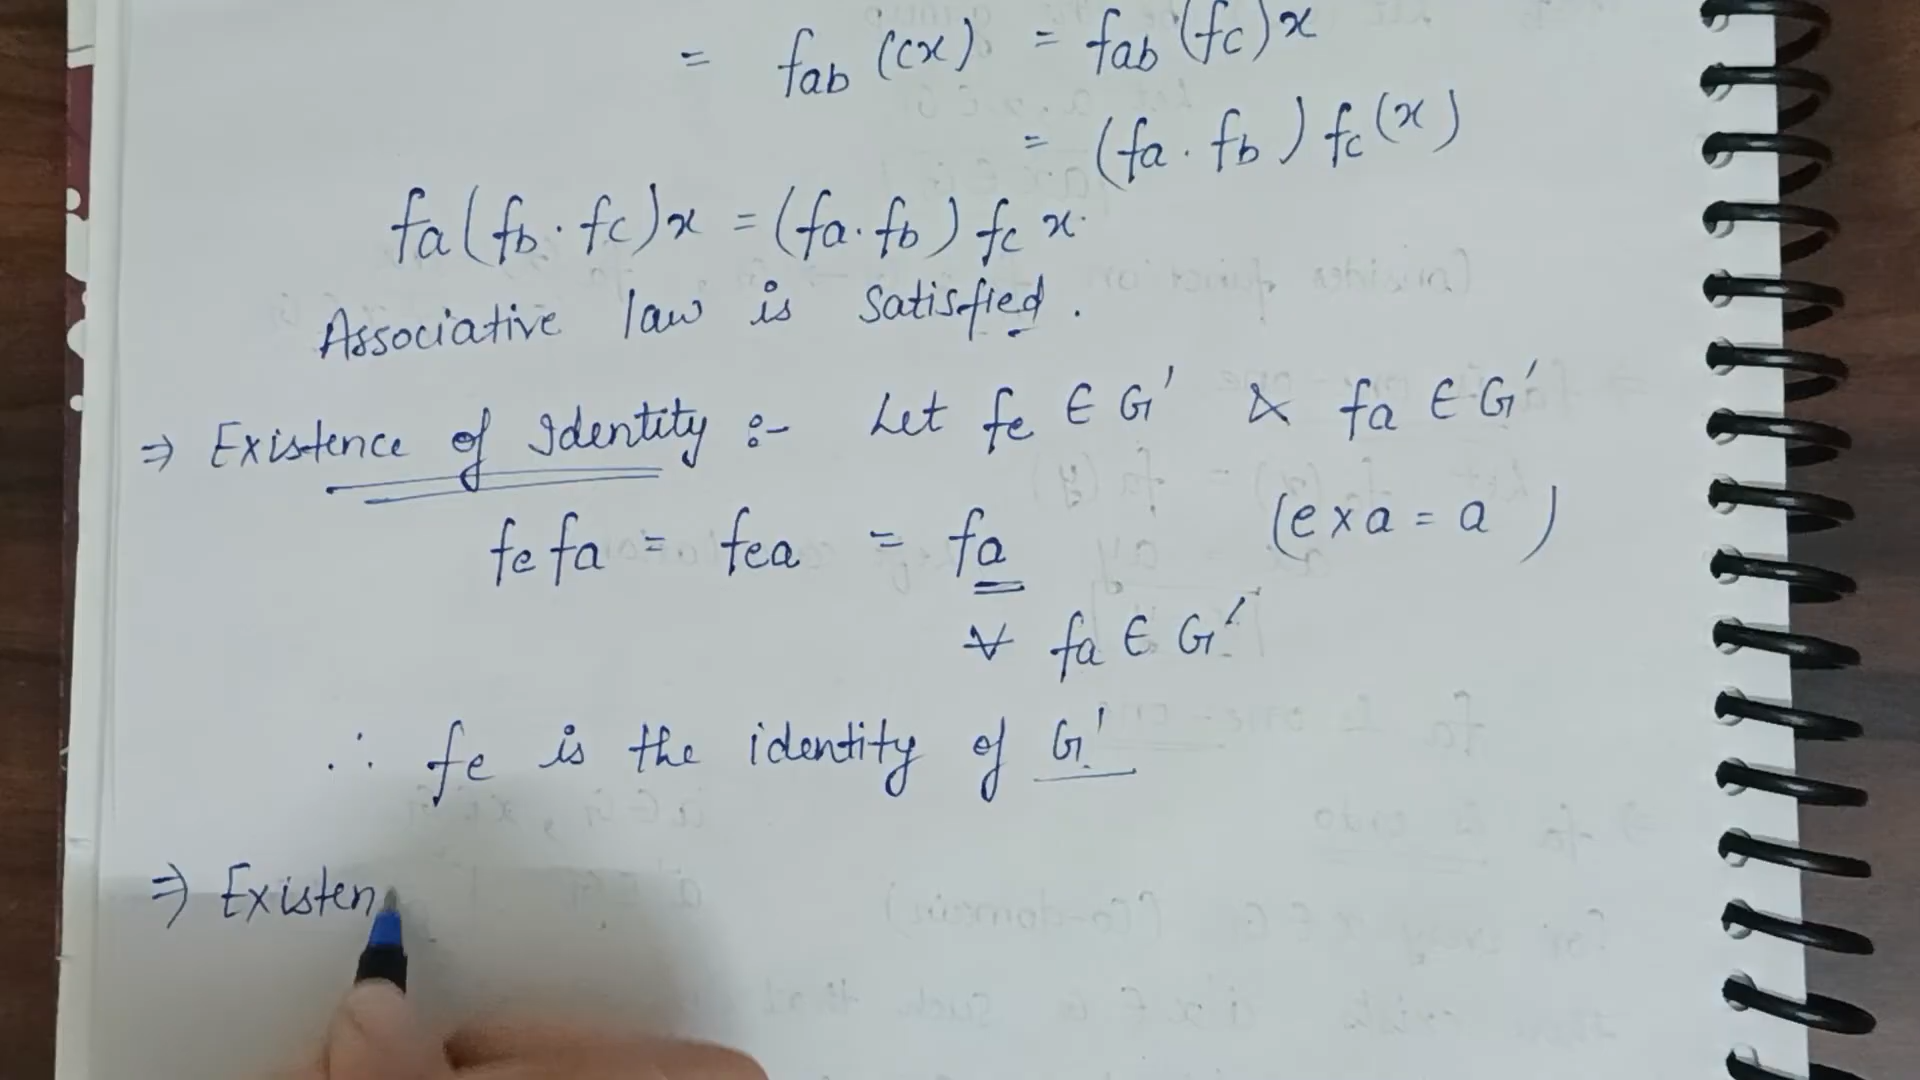 = fab (cx) = fab (fc)x
= (fa . fb) fc (x)
fa (fb . fc)x = (fa . fb) fc x.
Associative law is satisfied.
⇒ Existence of Identity :- Let fe ∈ G' & fa ∈ G'
fe fa = fea = fa (e x a = a)
∀ fa ∈ G'
∴ fe is the identity of G'
⇒ Existen